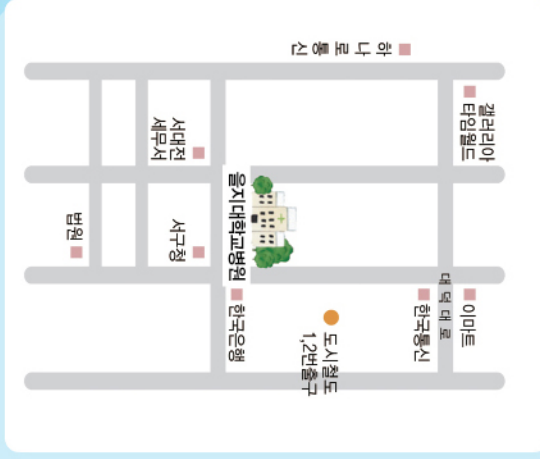 하나로통신
갤러리아
타임월드
서대전
세무서
을지대학교병원
법원
서구청
대덕대로
이마트
한국통신
한국은행
도시철도
1,2번출구